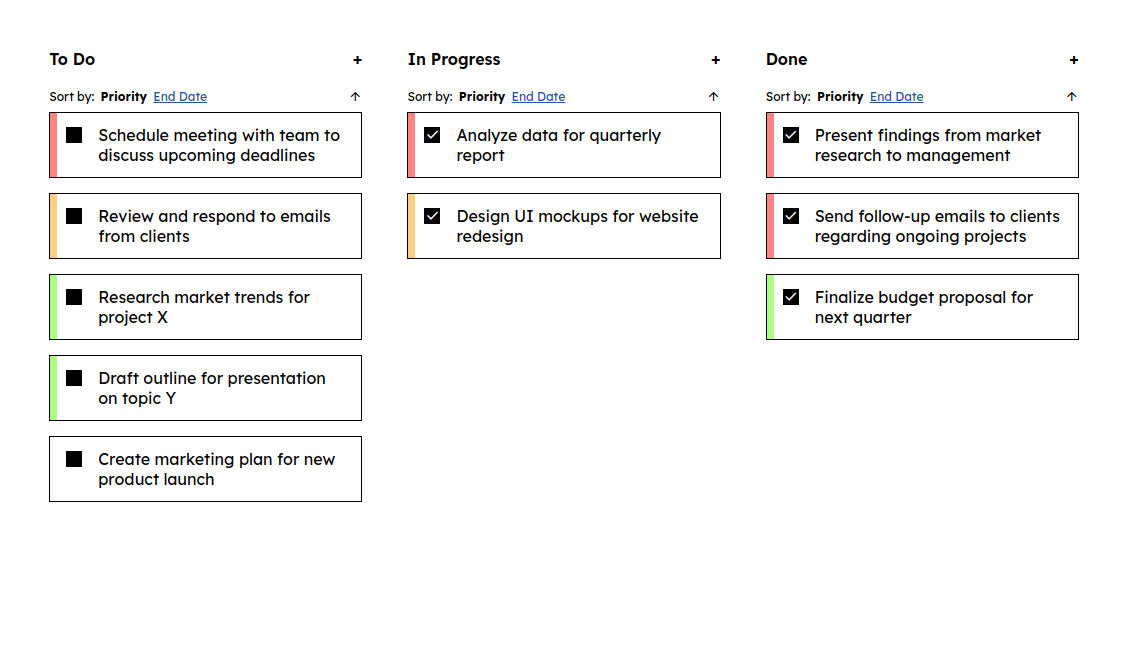 To Do +
Sort by: Priority End Date ↑
Schedule meeting with team to
discuss upcoming deadlines
Review and respond to emails
from clients
Research market trends for
project X
Draft outline for presentation
on topic Y
Create marketing plan for new
product launch
In Progress +
Sort by: Priority End Date ↑
Analyze data for quarterly
report
Design UI mockups for website
redesign
Done +
Sort by: Priority End Date ↑
Present findings from market
research to management
Send follow-up emails to clients
regarding ongoing projects
Finalize budget proposal for
next quarter